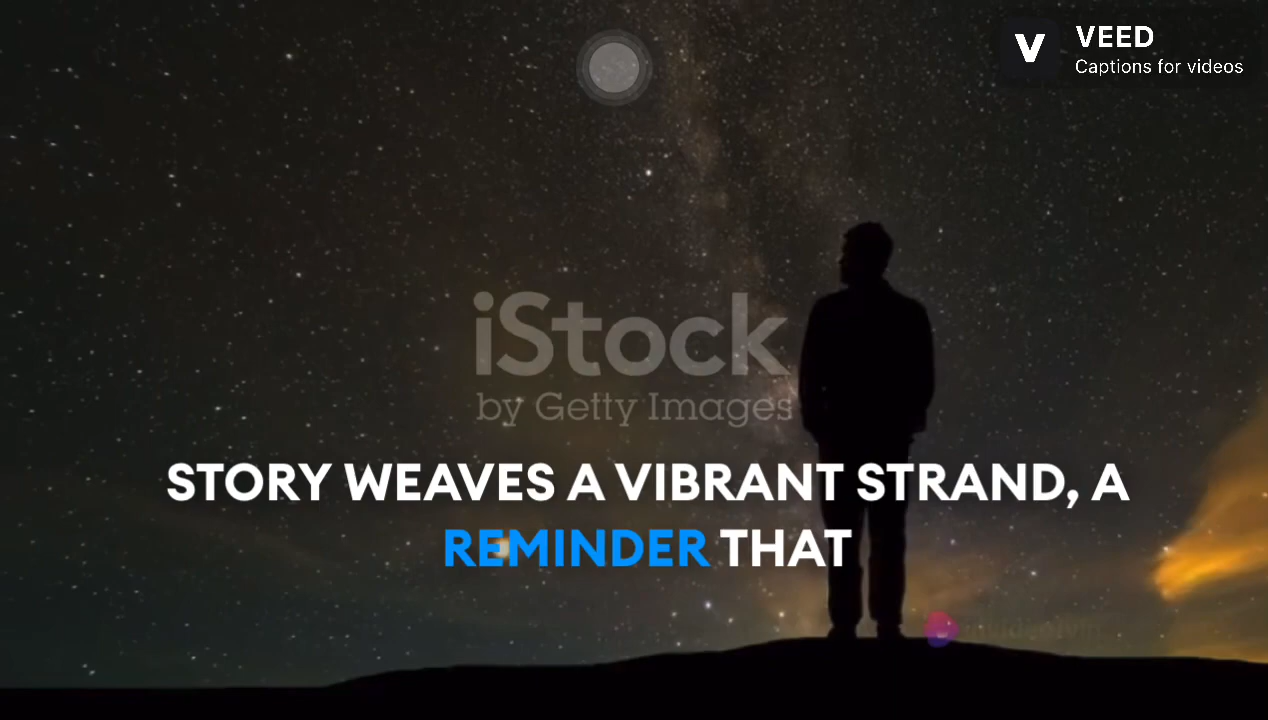 VEED
Captions for videos
iStock
by Getty Images
STORY WEAVES A VIBRANT STRAND, A
REMINDER THAT